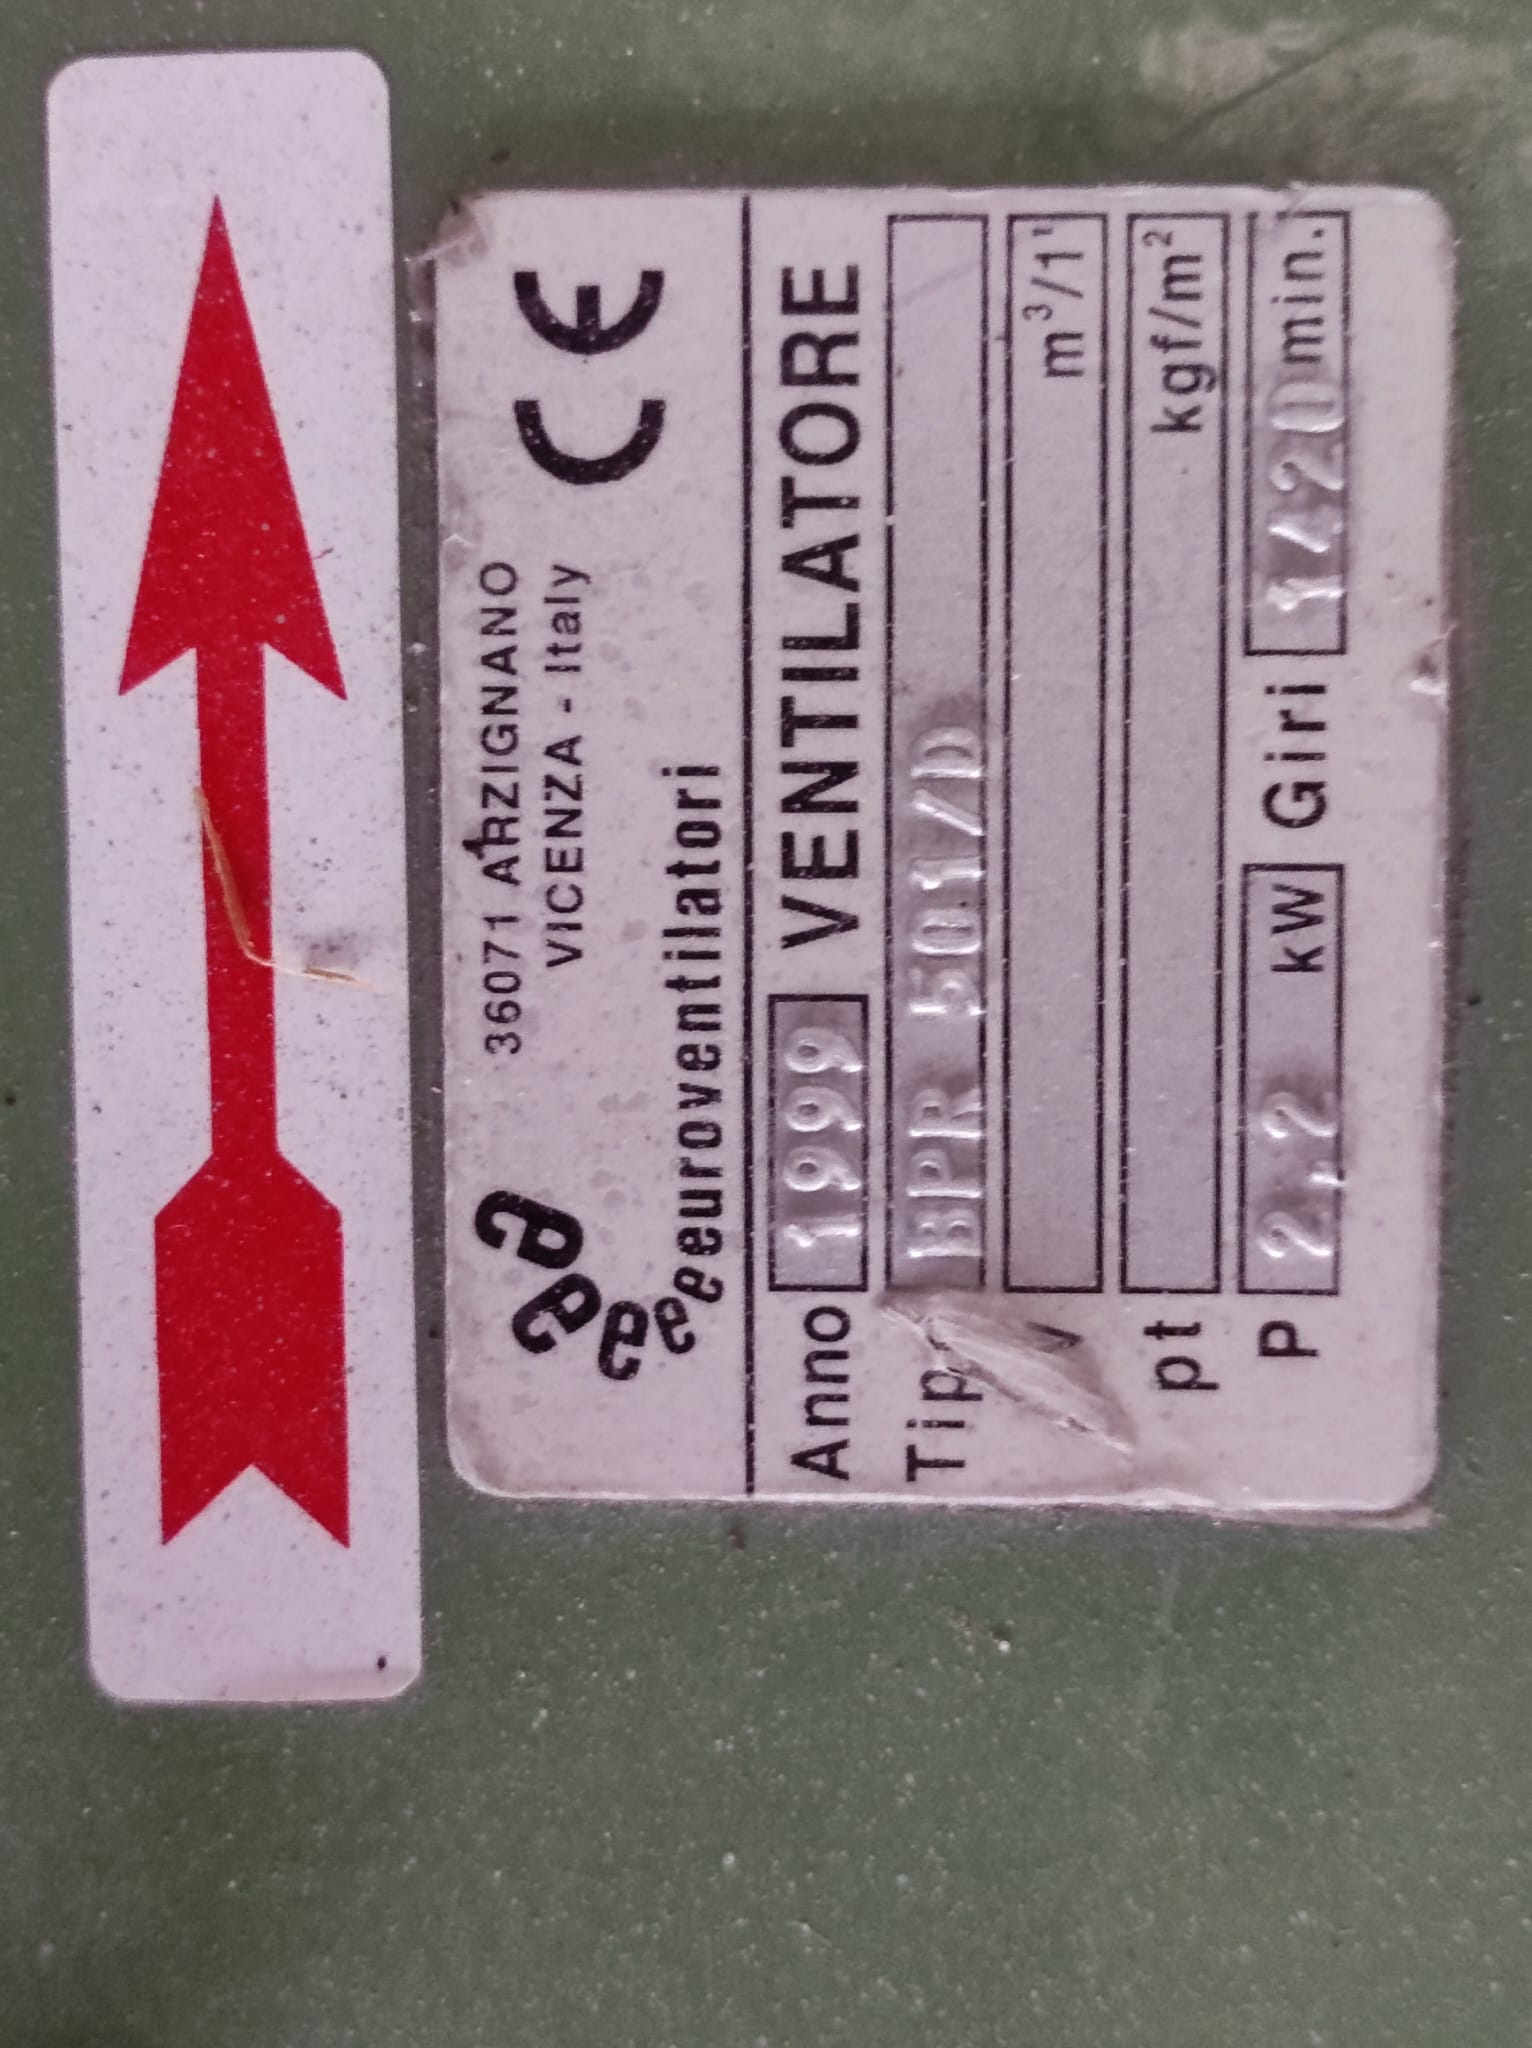 36071 ARZIGNANO
VICENZA - Italy
CE
euroventilatori
Anno 1999 VENTILATORE
Tip BPR 501/D
V m³/1'
pt kgf/m²
P 2,2 kW Giri 1420 min.